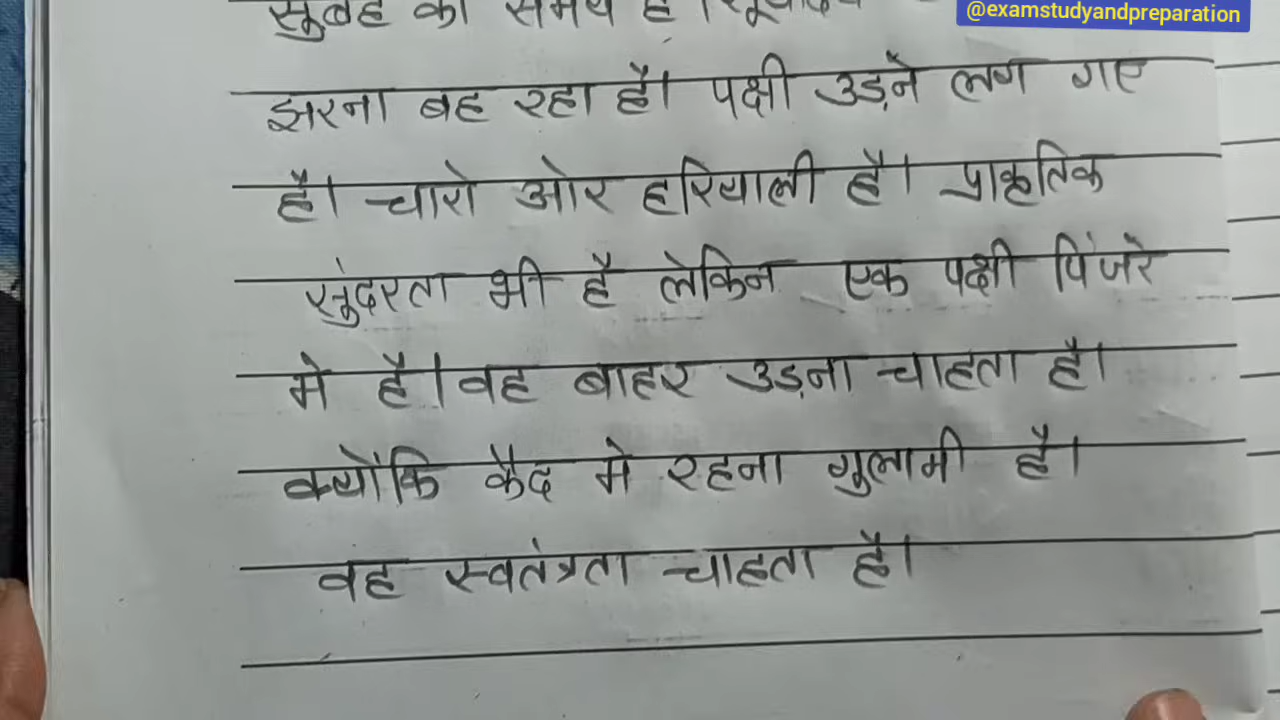 @examstudyandpreparation
सुबह का समय है।
झरना बह रहा है। पक्षी उड़ने लग गए
है। चारो ओर हरियाली है। प्राकृतिक
सुंदरता भी है लेकिन एक पक्षी पिंजरे
मे है। वह बाहर उड़ना चाहता है।
क्योंकि कैद मे रहना गुलामी है।
वह स्वतंत्रता चाहता है।